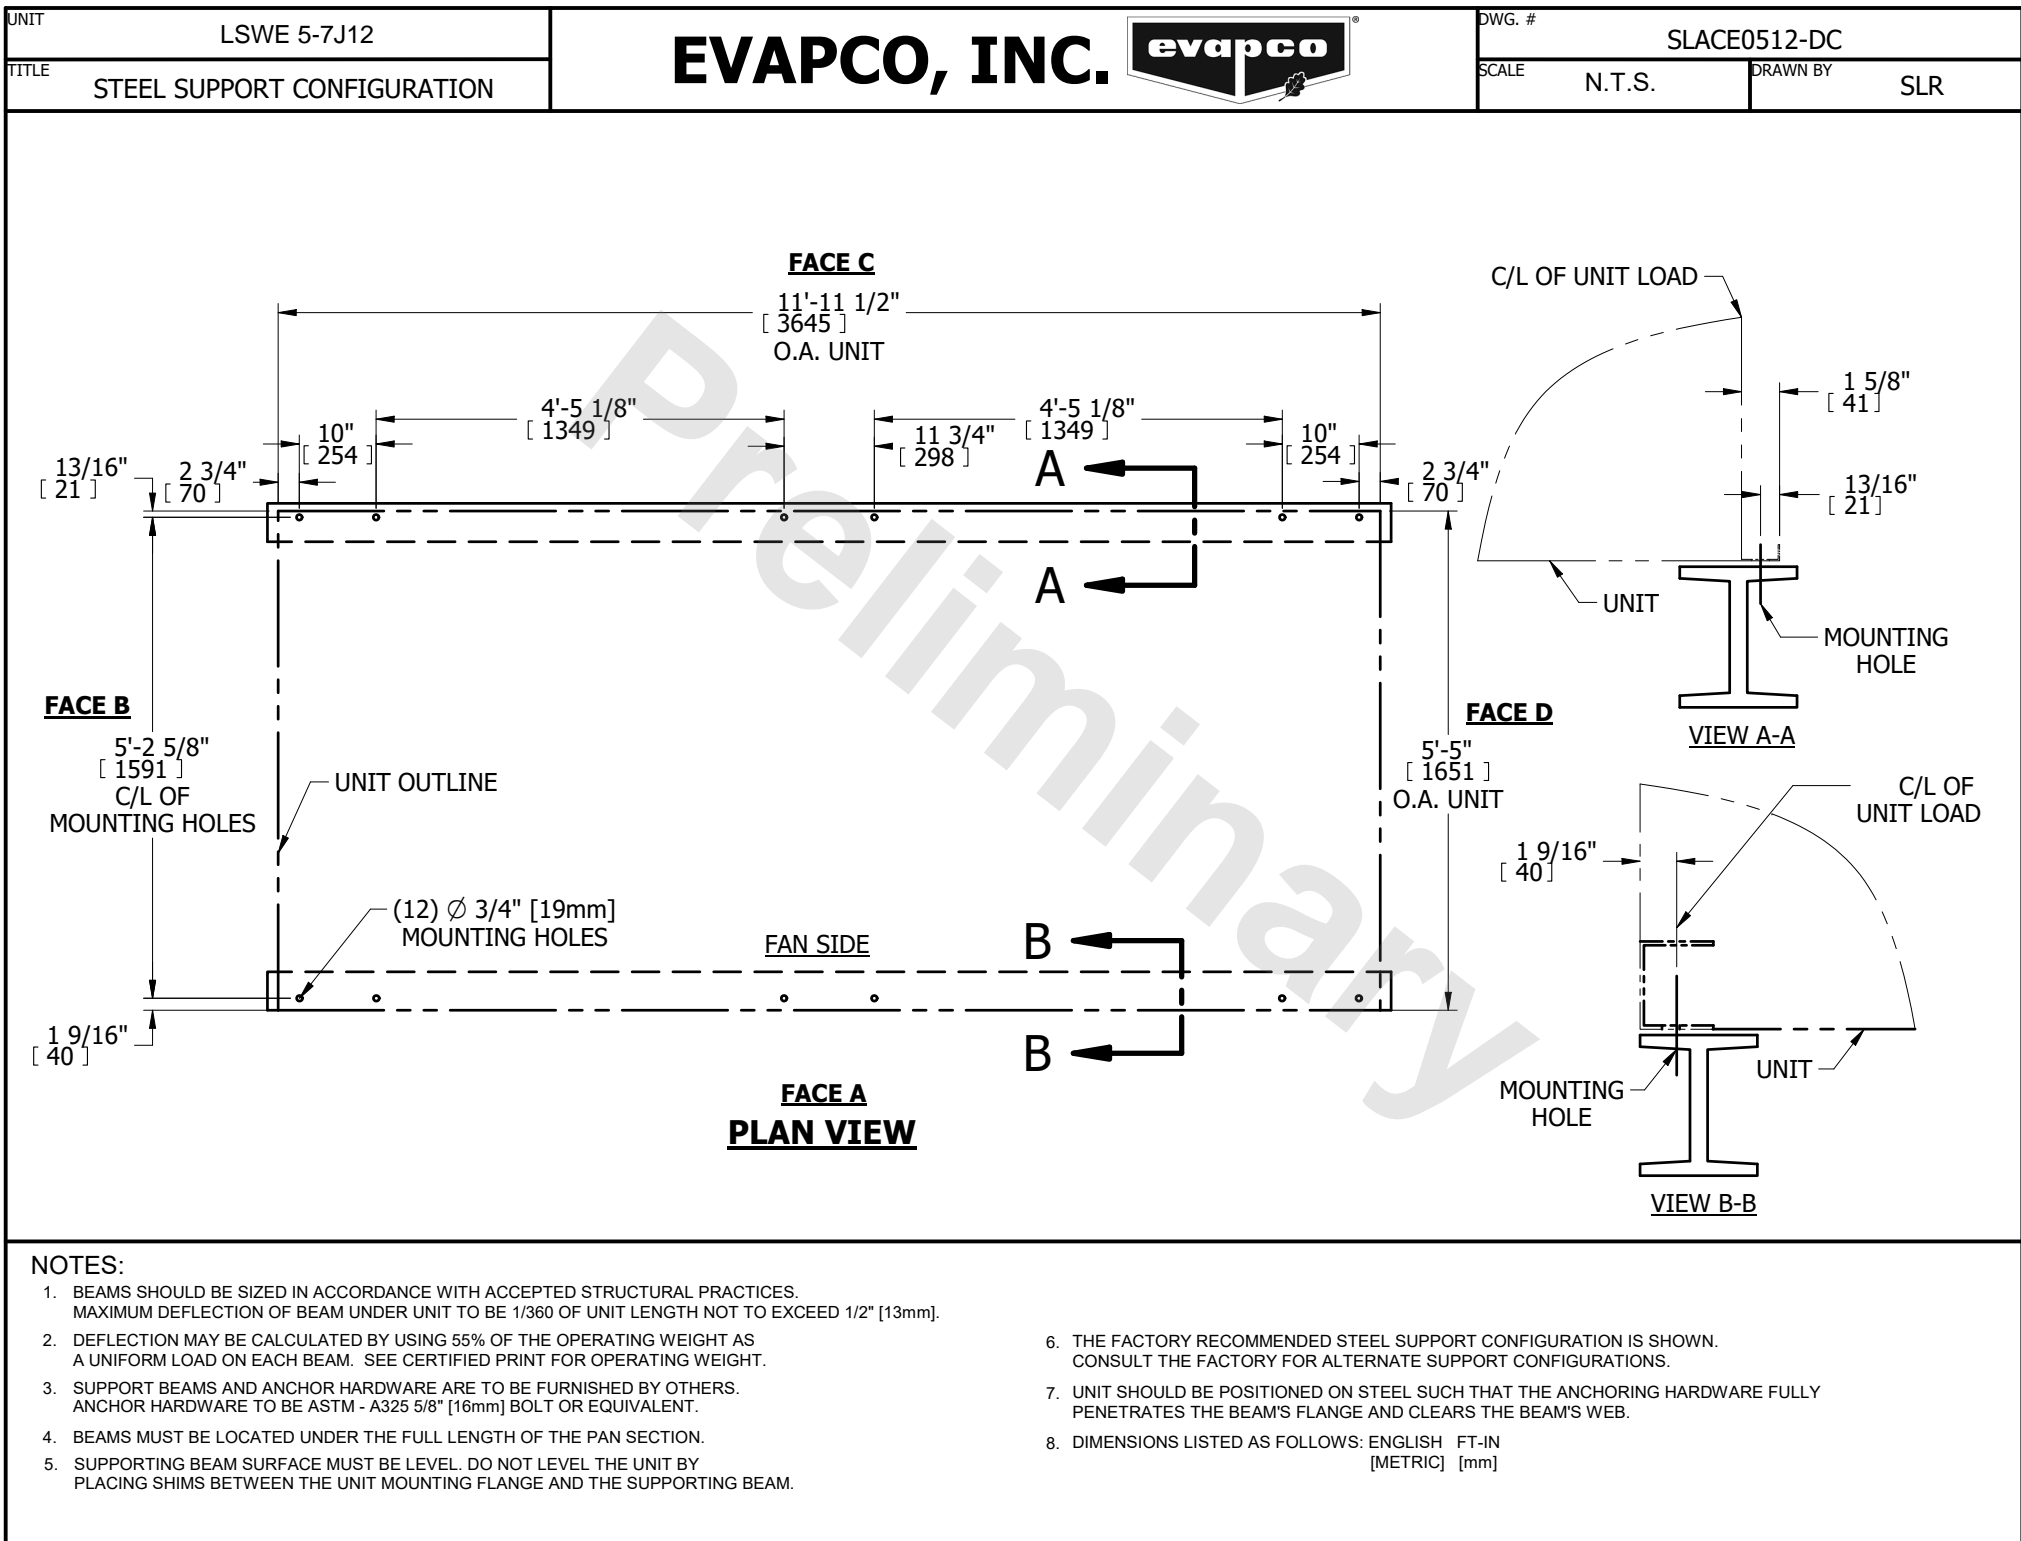 UNIT
LSWE 5-7J12
TITLE
STEEL SUPPORT CONFIGURATION
EVAPCO, INC.
evapco
®
DWG. #
SLACE0512-DC
SCALE
N.T.S.
DRAWN BY
SLR
FACE C
11'-11 1/2"
[ 3645 ]
O.A. UNIT
4'-5 1/8"
[ 1349 ]
4'-5 1/8"
[ 1349 ]
10"
[ 254 ]
11 3/4"
[ 298 ]
10"
[ 254 ]
13/16"
[ 21 ]
2 3/4"
[ 70 ]
2 3/4"
[ 70 ]
A
A
FACE B
5'-2 5/8"
[ 1591 ]
C/L OF
MOUNTING HOLES
UNIT OUTLINE
(12) Ø 3/4" [19mm]
MOUNTING HOLES
FAN SIDE
B
B
1 9/16"
[ 40 ]
FACE D
5'-5"
[ 1651 ]
O.A. UNIT
FACE A
PLAN VIEW
Preliminary
C/L OF UNIT LOAD
1 5/8"
[ 41 ]
13/16"
[ 21 ]
UNIT
MOUNTING
HOLE
VIEW A-A
C/L OF
UNIT LOAD
1 9/16"
[ 40 ]
UNIT
MOUNTING
HOLE
VIEW B-B
NOTES:
1. BEAMS SHOULD BE SIZED IN ACCORDANCE WITH ACCEPTED STRUCTURAL PRACTICES.
MAXIMUM DEFLECTION OF BEAM UNDER UNIT TO BE 1/360 OF UNIT LENGTH NOT TO EXCEED 1/2" [13mm].
2. DEFLECTION MAY BE CALCULATED BY USING 55% OF THE OPERATING WEIGHT AS
A UNIFORM LOAD ON EACH BEAM. SEE CERTIFIED PRINT FOR OPERATING WEIGHT.
3. SUPPORT BEAMS AND ANCHOR HARDWARE ARE TO BE FURNISHED BY OTHERS.
ANCHOR HARDWARE TO BE ASTM - A325 5/8" [16mm] BOLT OR EQUIVALENT.
4. BEAMS MUST BE LOCATED UNDER THE FULL LENGTH OF THE PAN SECTION.
5. SUPPORTING BEAM SURFACE MUST BE LEVEL. DO NOT LEVEL THE UNIT BY
PLACING SHIMS BETWEEN THE UNIT MOUNTING FLANGE AND THE SUPPORTING BEAM.
6. THE FACTORY RECOMMENDED STEEL SUPPORT CONFIGURATION IS SHOWN.
CONSULT THE FACTORY FOR ALTERNATE SUPPORT CONFIGURATIONS.
7. UNIT SHOULD BE POSITIONED ON STEEL SUCH THAT THE ANCHORING HARDWARE FULLY
PENETRATES THE BEAM'S FLANGE AND CLEARS THE BEAM'S WEB.
8. DIMENSIONS LISTED AS FOLLOWS: ENGLISH FT-IN
[METRIC] [mm]